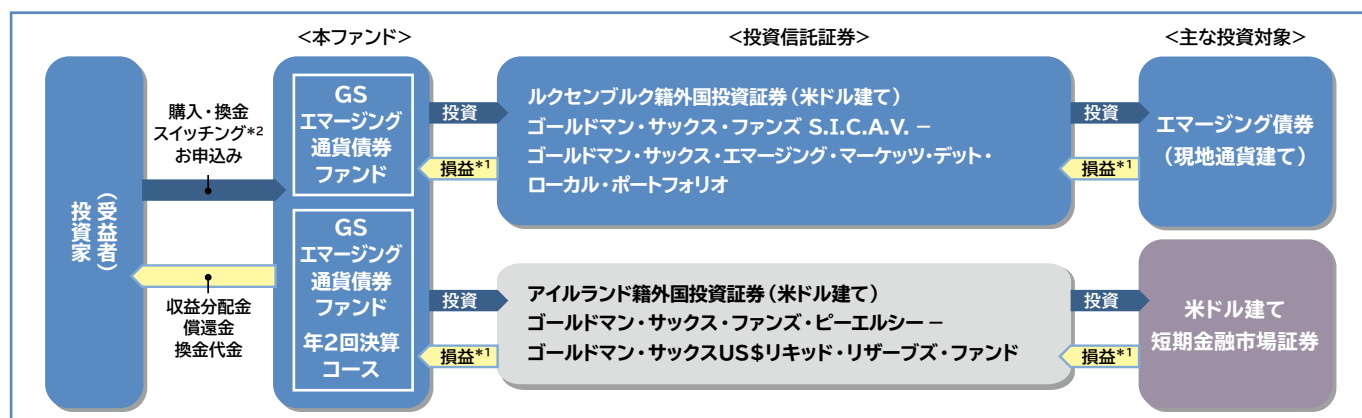 <本ファンド>
<投資信託証券>
<主な投資対象>
投資家
(受益者)
購入・換金
スイッチング*2
お申込み
収益分配金
償還金
換金代金
GS
エマージング
通貨債券
ファンド
GS
エマージング
通貨債券
ファンド
年2回決算
コース
投資
損益*1
ルクセンブルク籍外国投資証券(米ドル建て)
ゴールドマン・サックス・ファンズ S.I.C.A.V. －
ゴールドマン・サックス・エマージング・マーケッツ・デット・
ローカル・ポートフォリオ
投資
損益*1
エマージング債券
(現地通貨建て)
投資
損益*1
アイルランド籍外国投資証券(米ドル建て)
ゴールドマン・サックス・ファンズ・ピーエルシー －
ゴールドマン・サックスUS$リキッド・リザーブズ・ファンド
投資
損益*1
米ドル建て
短期金融市場証券